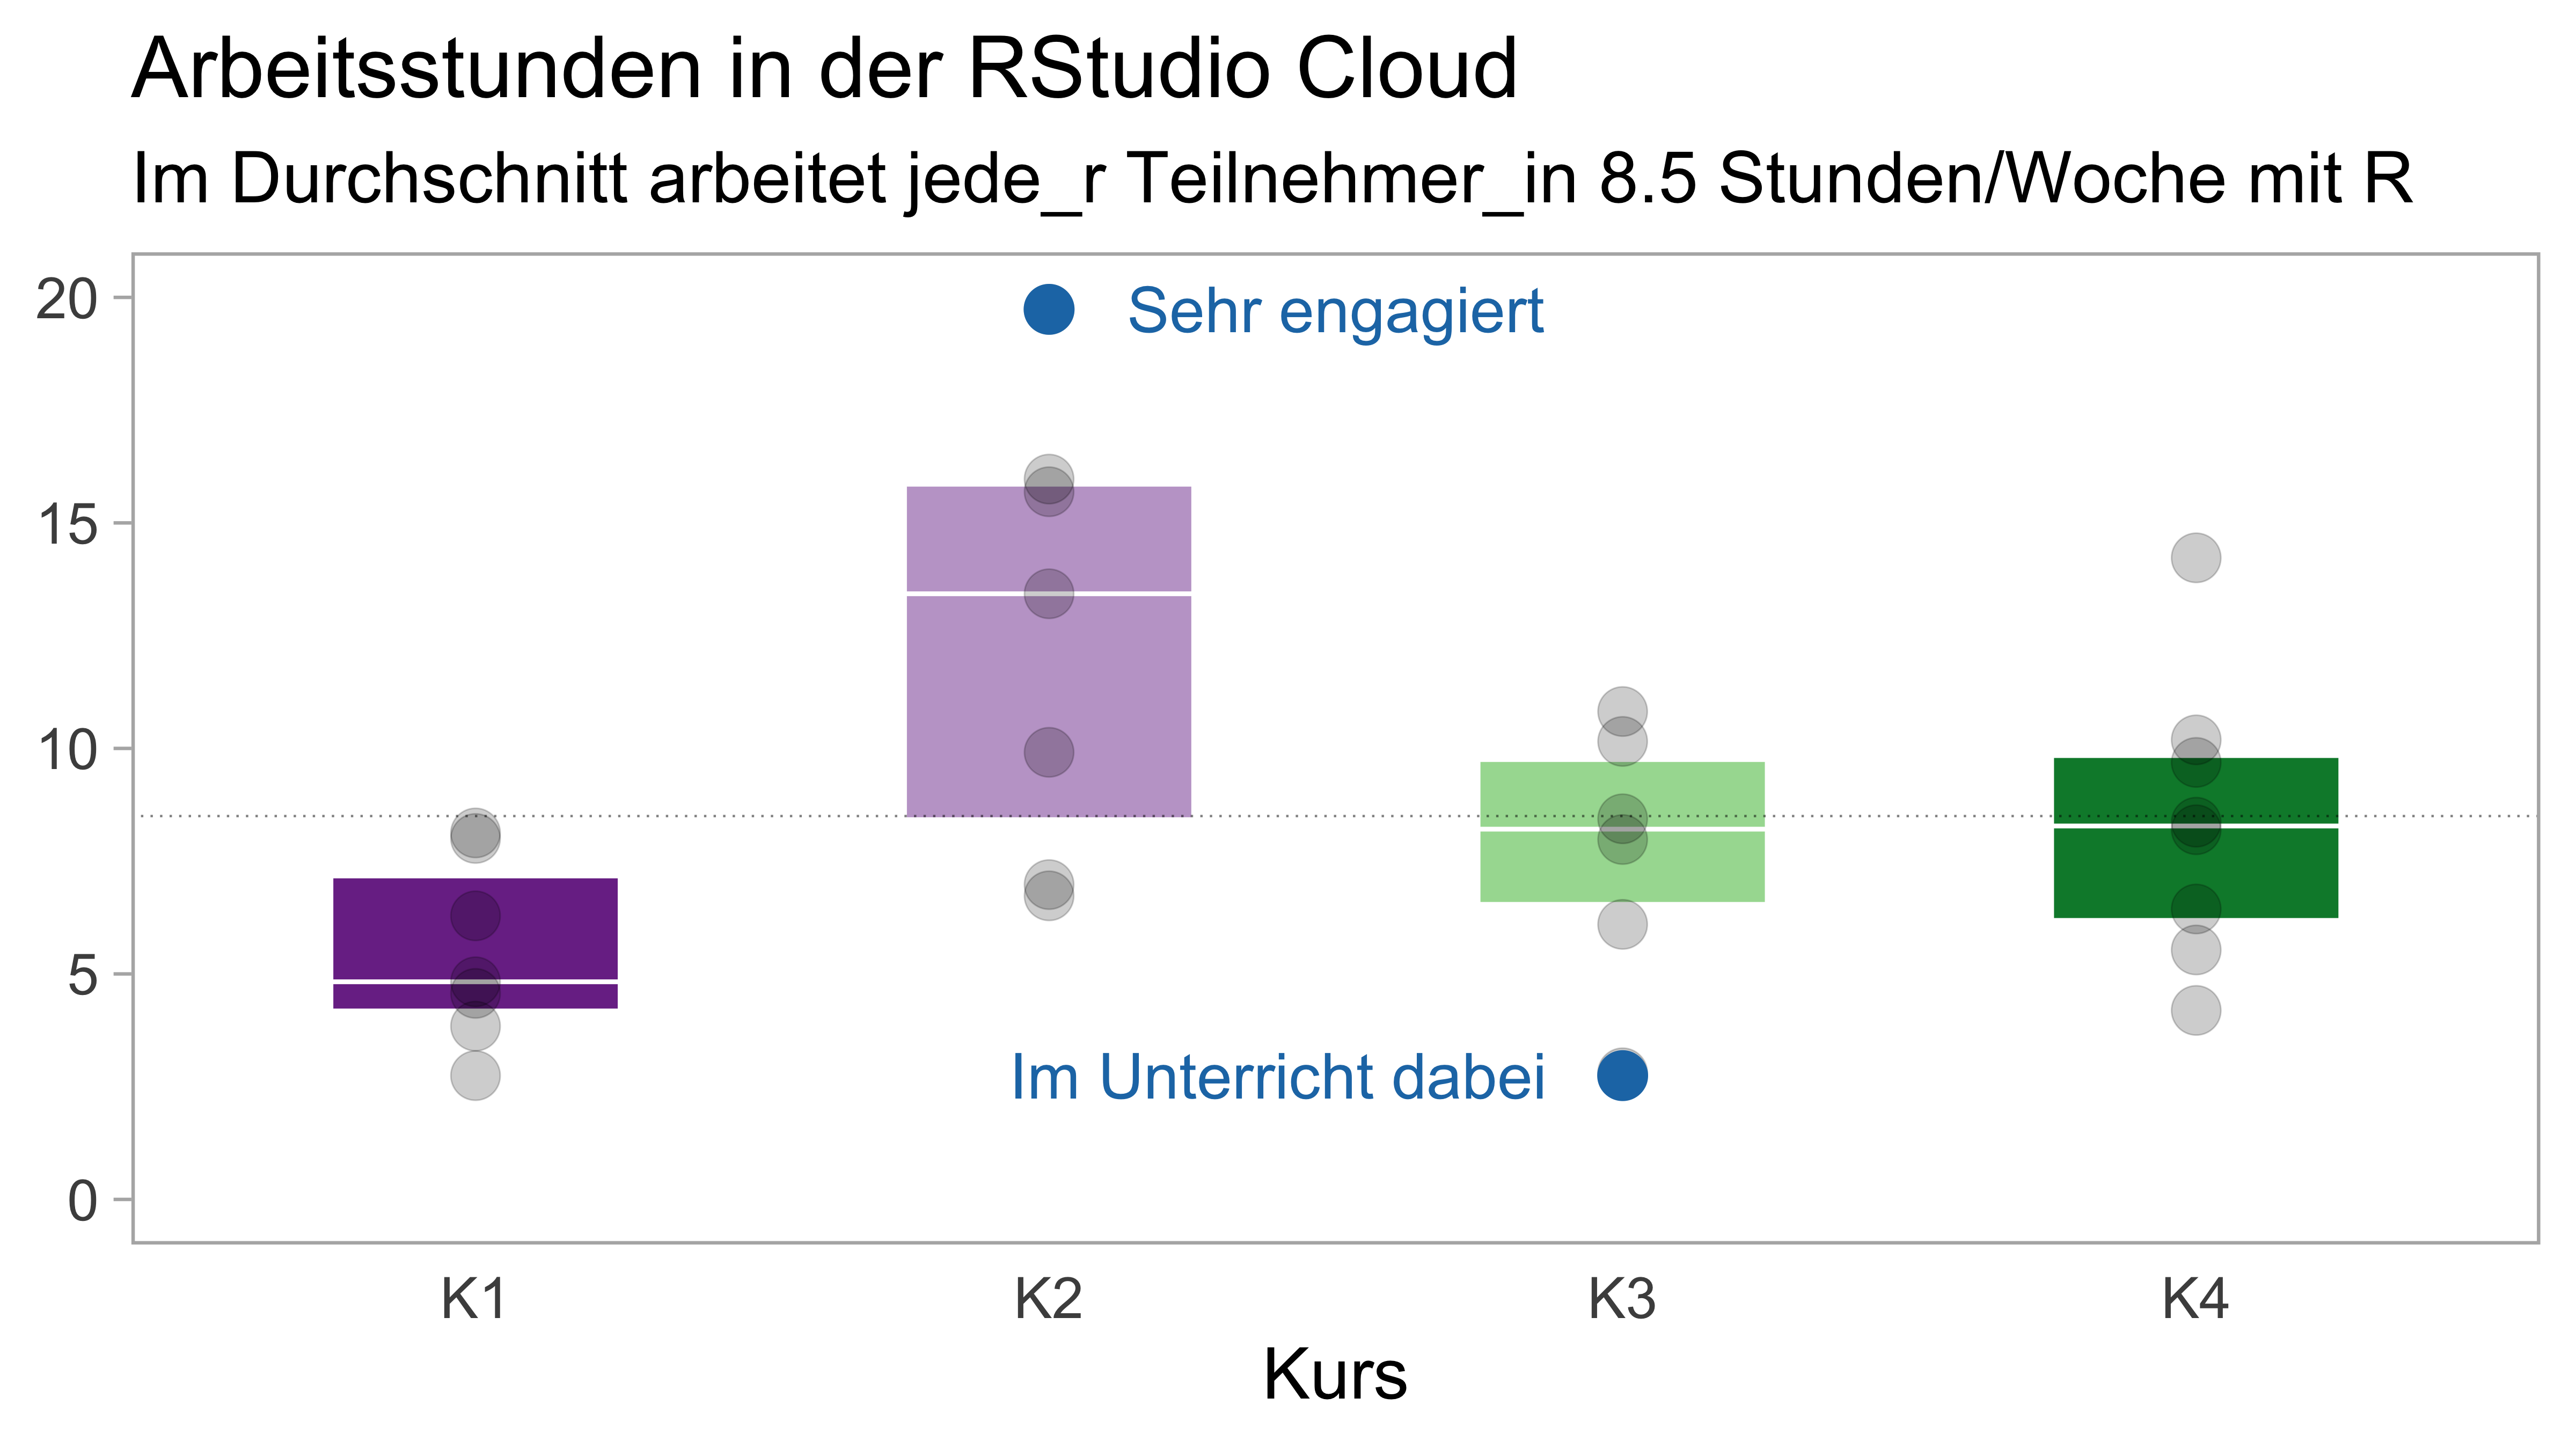 Arbeitsstunden in der RStudio Cloud
Im Durchschnitt arbeitet jede_r Teilnehmer_in 8.5 Stunden/Woche mit R
20
Sehr engagiert
15
10
5
Im Unterricht dabei
0
K1 K2 K3 K4
Kurs